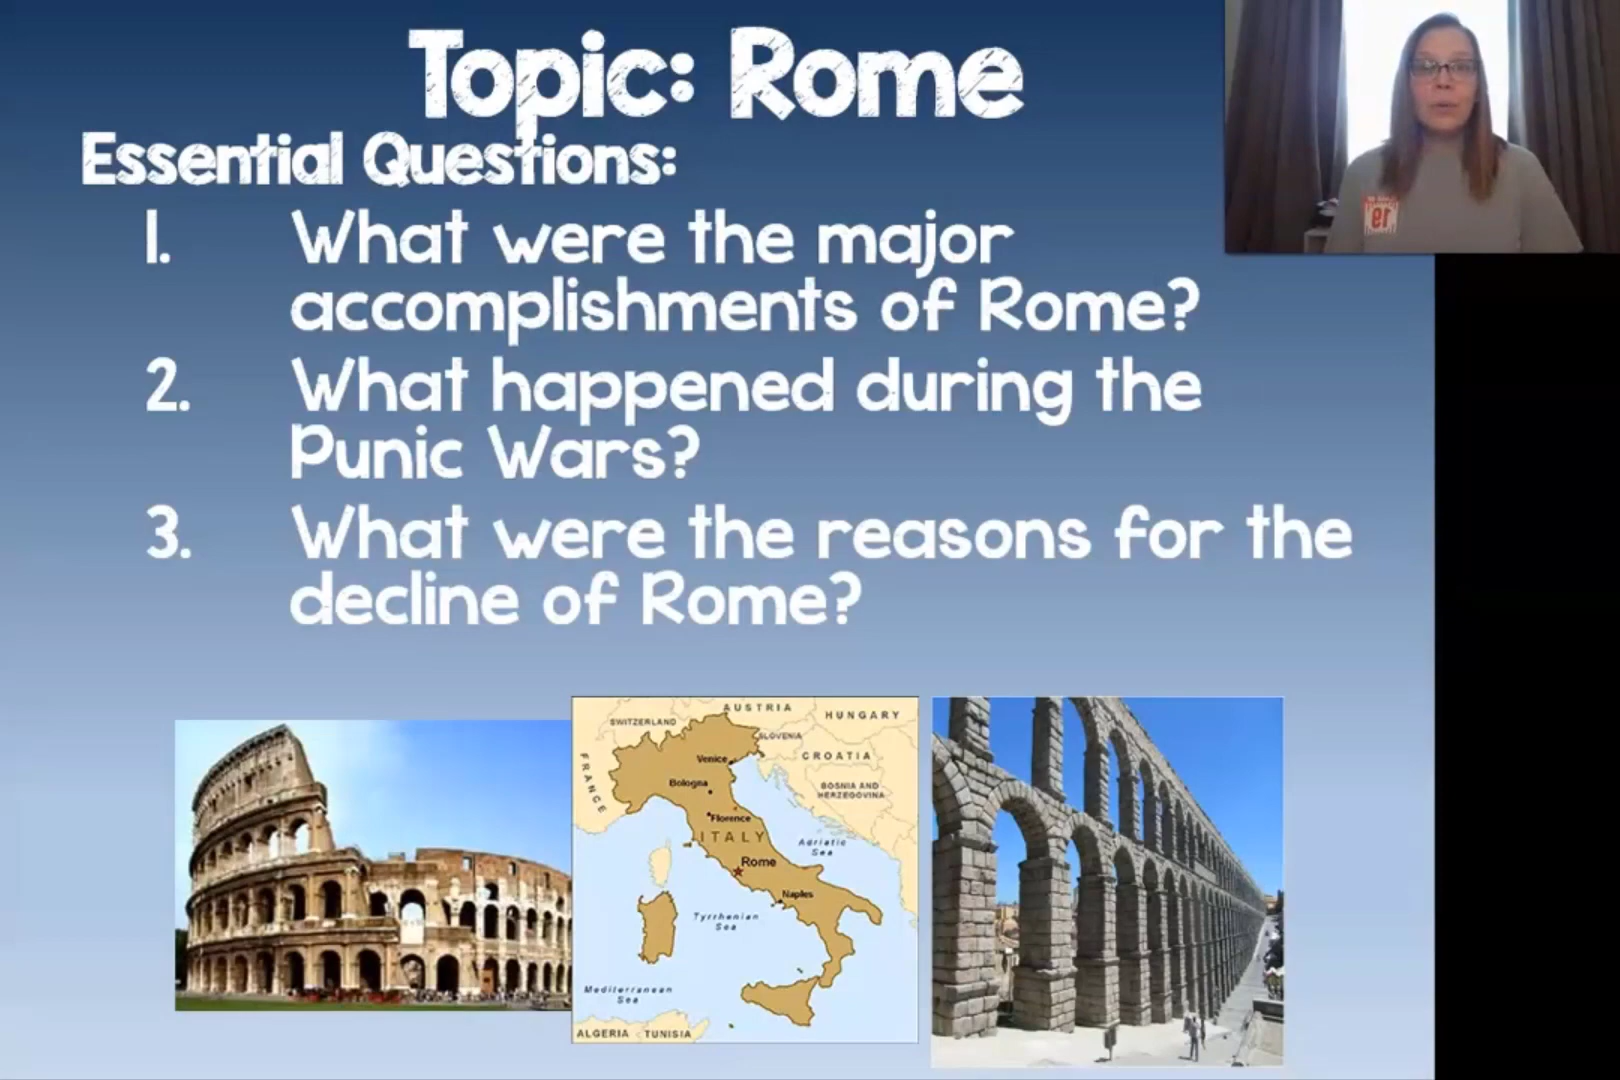 Topic: Rome
Essential Questions:
1. What were the major
accomplishments of Rome?
2. What happened during the
Punic Wars?
3. What were the reasons for the
decline of Rome?
AUSTRIA
HUNGARY
SWITZERLAND
SLOVENIA
CROATIA
FRANCE
Venice
Bologna
BOSNIA AND
HERZEGOVINA
Florence
ITALY
Adriatic
Sea
Rome
Naples
Tyrrhenian
Sea
Mediterranean
Sea
ALGERIA
TUNISIA